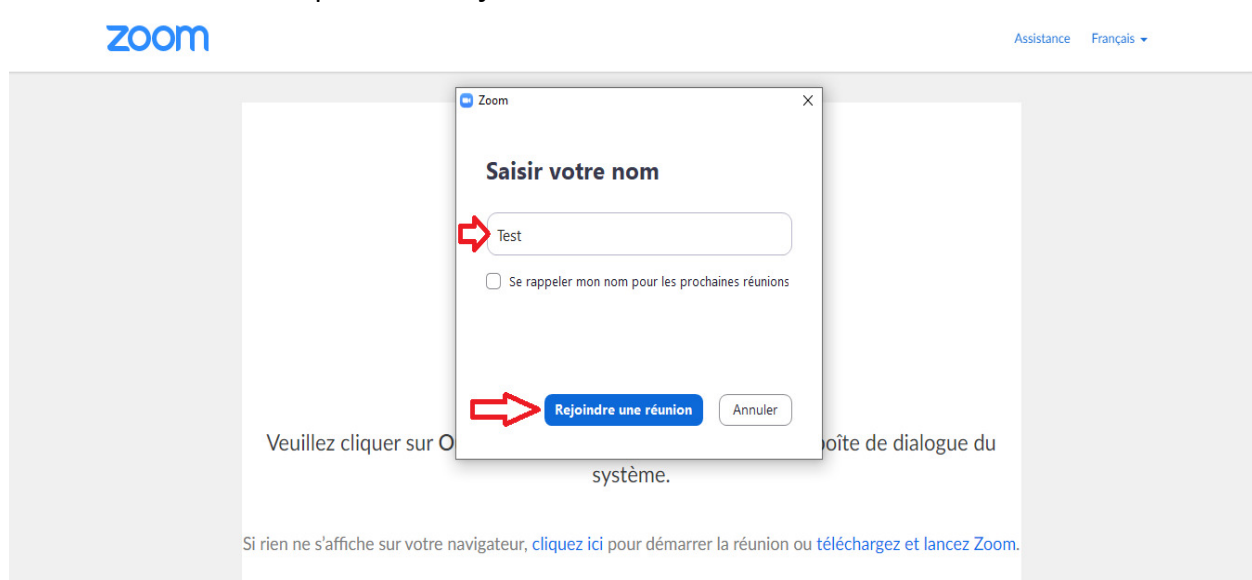 zoom
Assistance Français
Zoom
Saisir votre nom
Test
Se rappeler mon nom pour les prochaines réunions
Rejoindre une réunion Annuler
Veuillez cliquer sur dialogue du
système.
Si rien ne s'affiche sur votre navigateur, cliquez ici pour démarrer la réunion ou téléchargez et lancez Zoom.